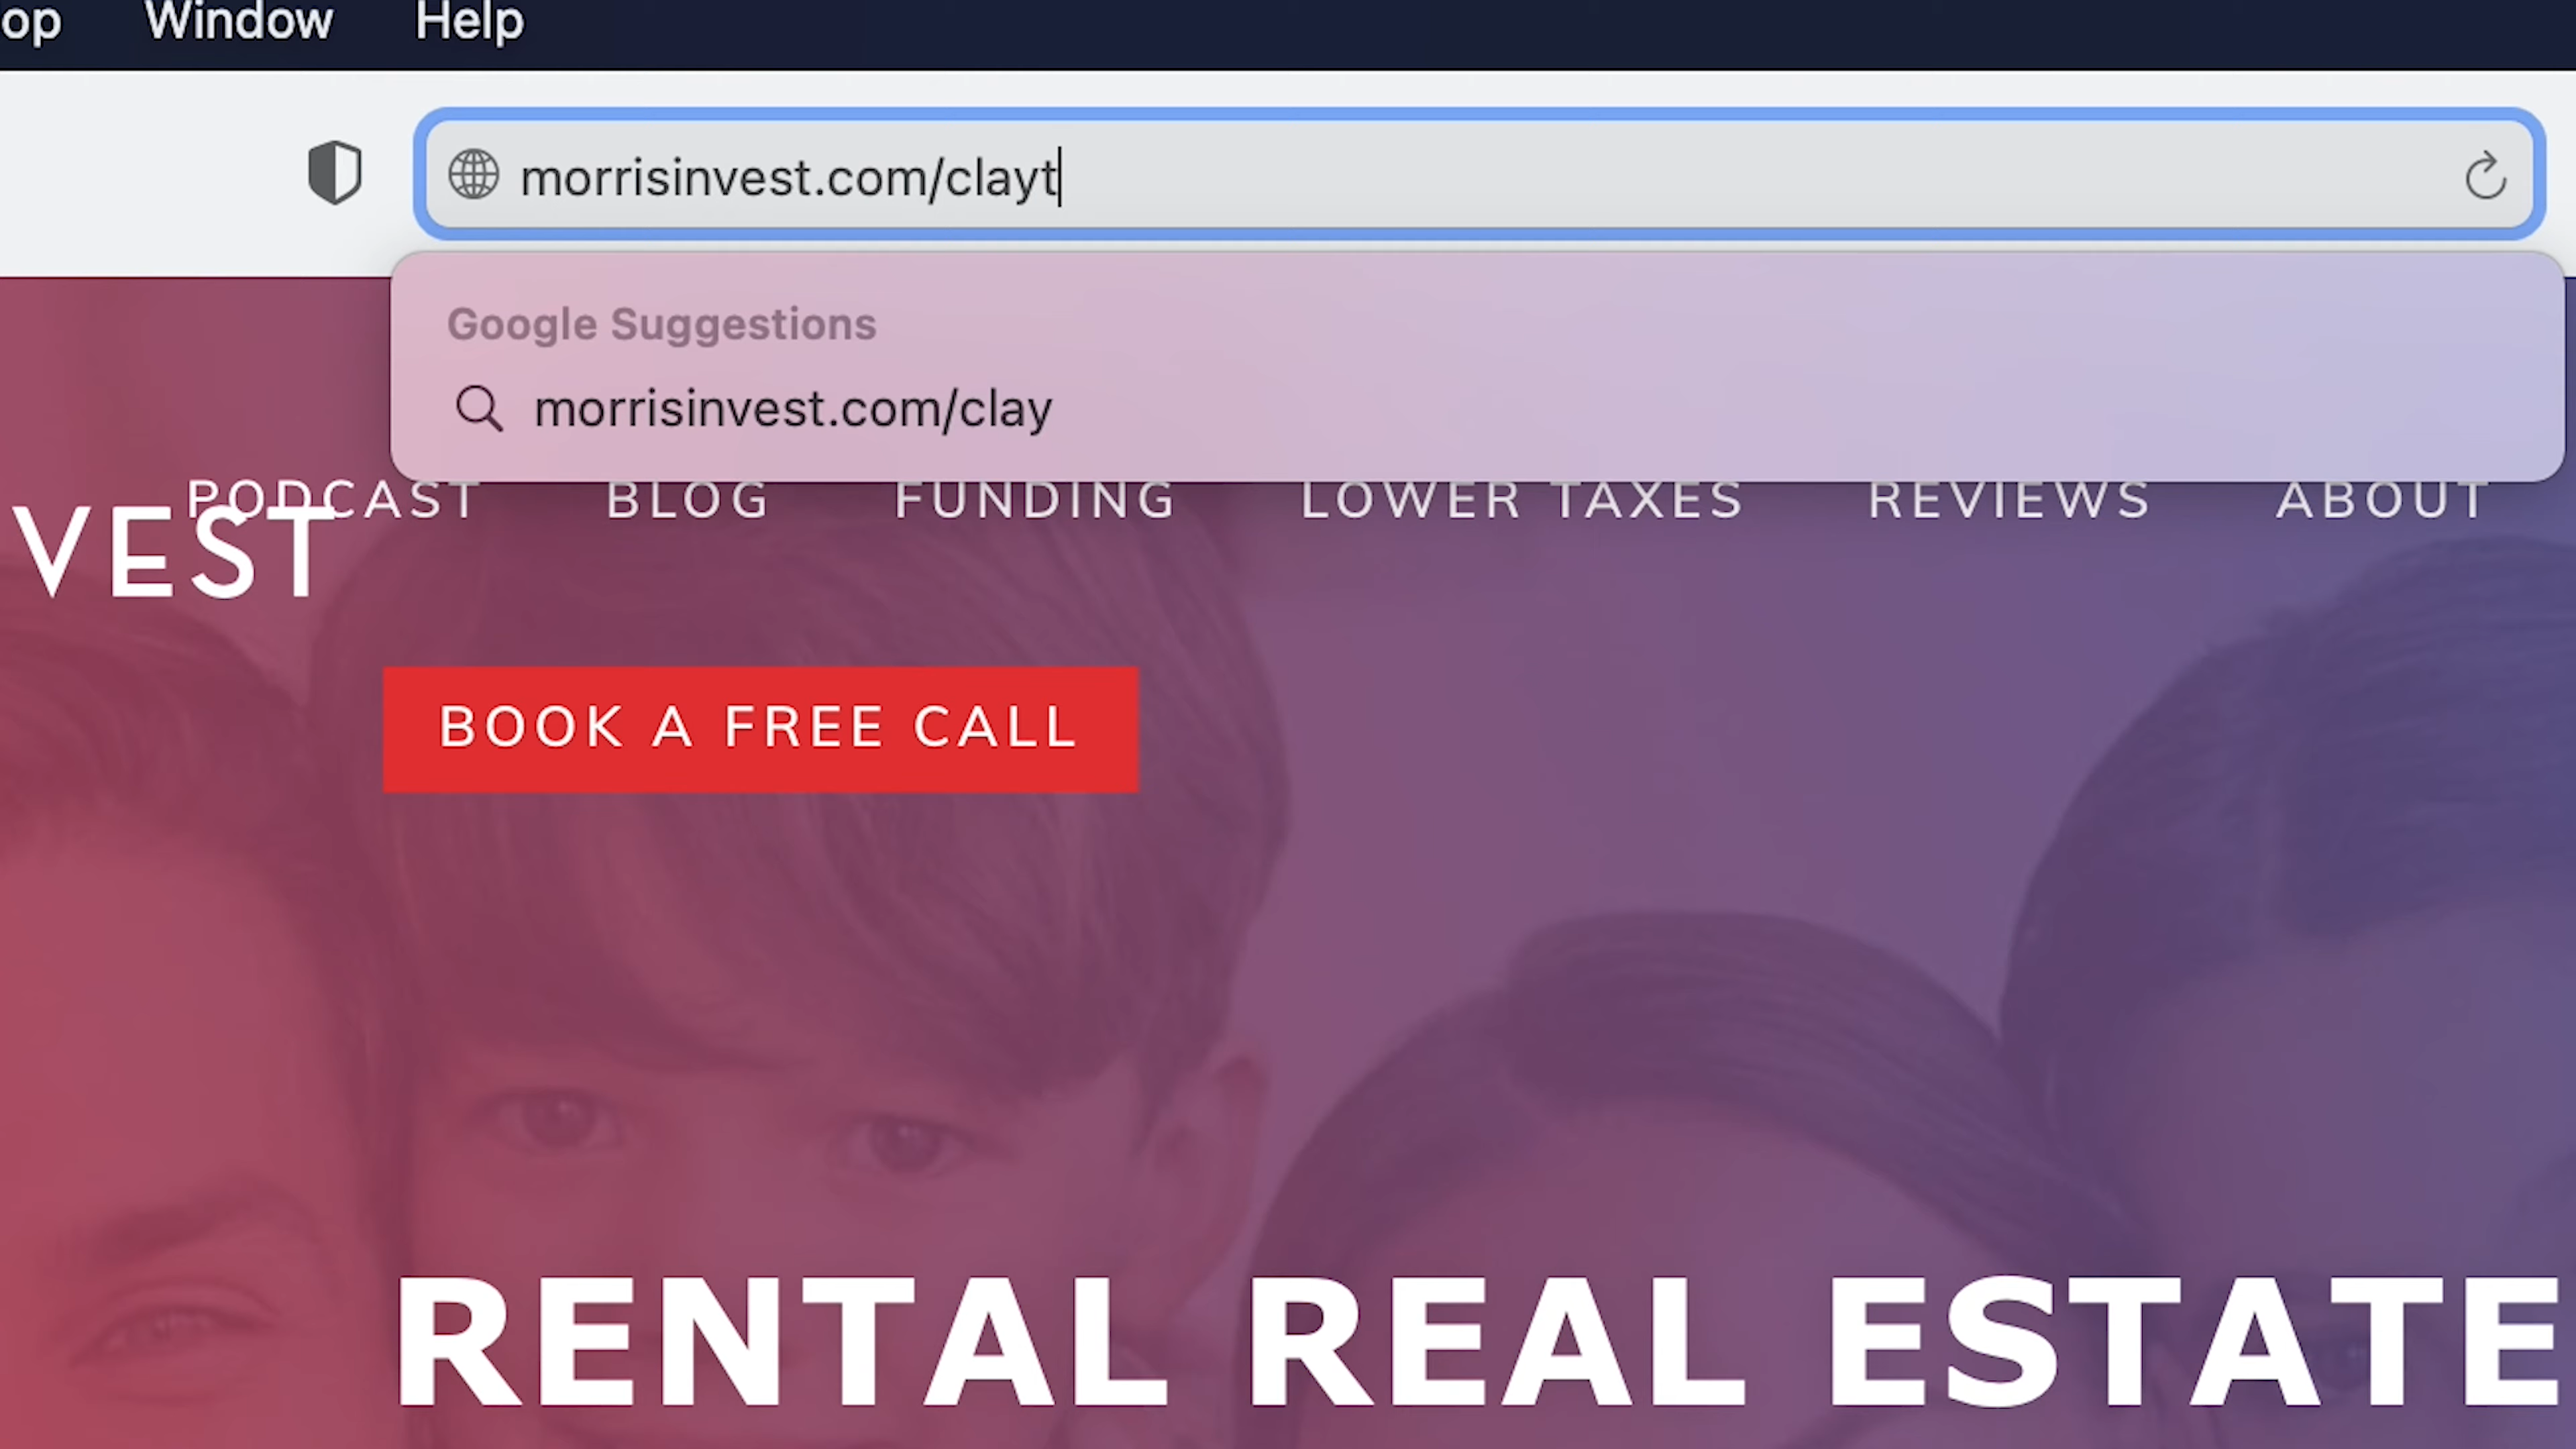 op Window Help
morrisinvest.com/clayt
Google Suggestions
morrisinvest.com/clay
PODCAST BLOG FUNDING LOWER TAXES REVIEWS ABOUT
VEST
BOOK A FREE CALL
RENTAL REAL ESTATE